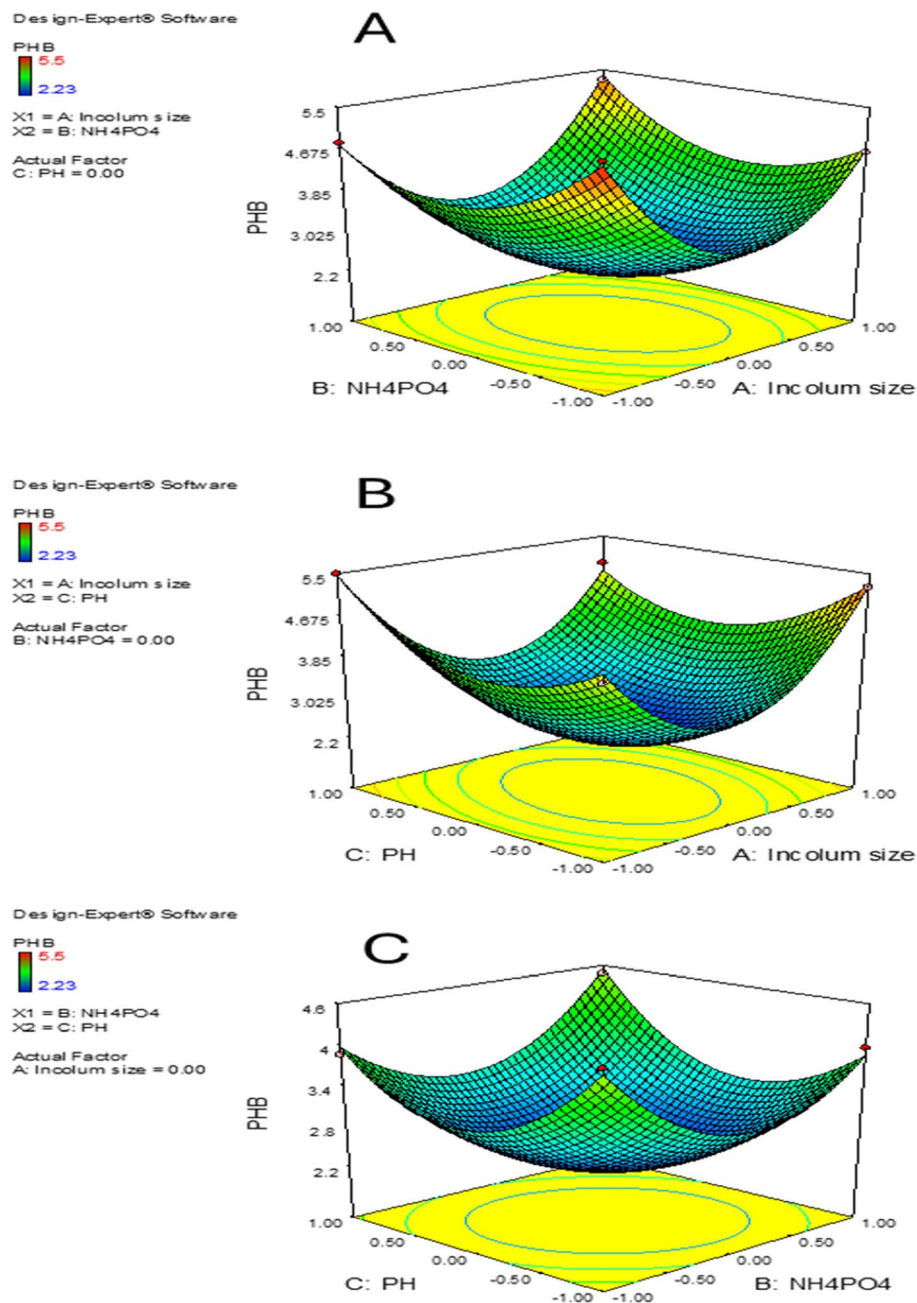 Design-Expert® Software
A
PHB
5.5
2.23
X1 = A: Incolum size
X2 = B: NH4PO4
Actual Factor
C: PH = 0.00
5.5
4.675
3.85
3.025
2.2
PHB
1.00
0.50
0.00
-0.50
-1.00
B: NH4PO4
-1.00
-0.50
0.00
0.50
1.00
A: Incolum size
Design-Expert® Software
B
PHB
5.5
2.23
X1 = A: Incolum size
X2 = C: PH
Actual Factor
B: NH4PO4 = 0.00
5.5
4.675
3.85
3.025
2.2
PHB
1.00
0.50
0.00
-0.50
-1.00
C: PH
-1.00
-0.50
0.00
0.50
1.00
A: Incolum size
Design-Expert® Software
C
PHB
5.5
2.23
X1 = B: NH4PO4
X2 = C: PH
Actual Factor
A: Incolum size = 0.00
4.6
4
3.4
2.8
2.2
PHB
1.00
0.50
0.00
-0.50
-1.00
C: PH
-1.00
-0.50
0.00
0.50
1.00
B: NH4PO4